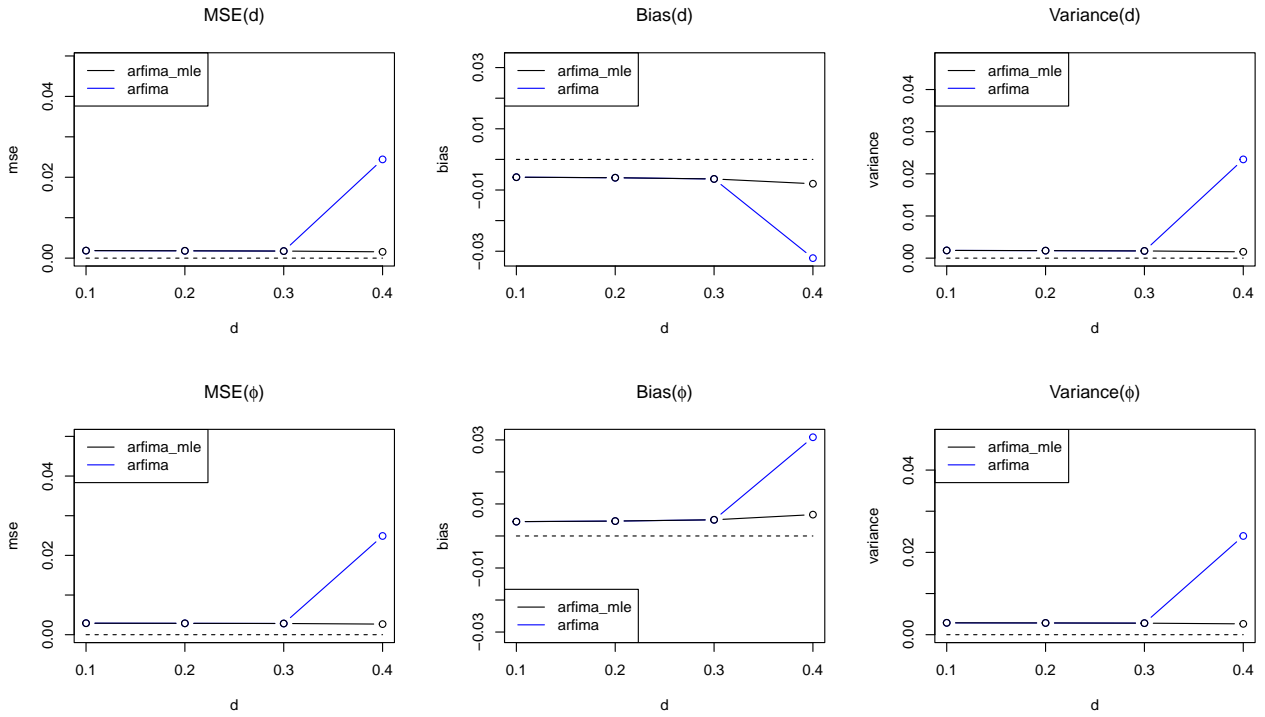 MSE(d)
mse
0.00
0.02
0.04
arfima_mle
arfima
0.1
0.2
0.3
0.4
d
Bias(d)
bias
−0.03
−0.01
0.01
0.03
arfima_mle
arfima
0.1
0.2
0.3
0.4
d
Variance(d)
variance
0.00
0.01
0.02
0.03
0.04
arfima_mle
arfima
0.1
0.2
0.3
0.4
d
MSE(ϕ)
mse
0.00
0.02
0.04
arfima_mle
arfima
0.1
0.2
0.3
0.4
d
Bias(ϕ)
bias
−0.03
−0.01
0.01
0.03
arfima_mle
arfima
0.1
0.2
0.3
0.4
d
Variance(ϕ)
variance
0.00
0.02
0.04
arfima_mle
arfima
0.1
0.2
0.3
0.4
d